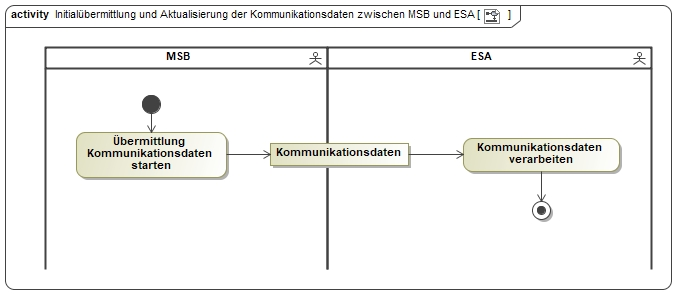 activity Initialübermittlung und Aktualisierung der Kommunikationsdaten zwischen MSB und ESA [ ]
MSB
ESA
Übermittlung
Kommunikationsdaten
starten
Kommunikationsdaten
Kommunikationsdaten
verarbeiten